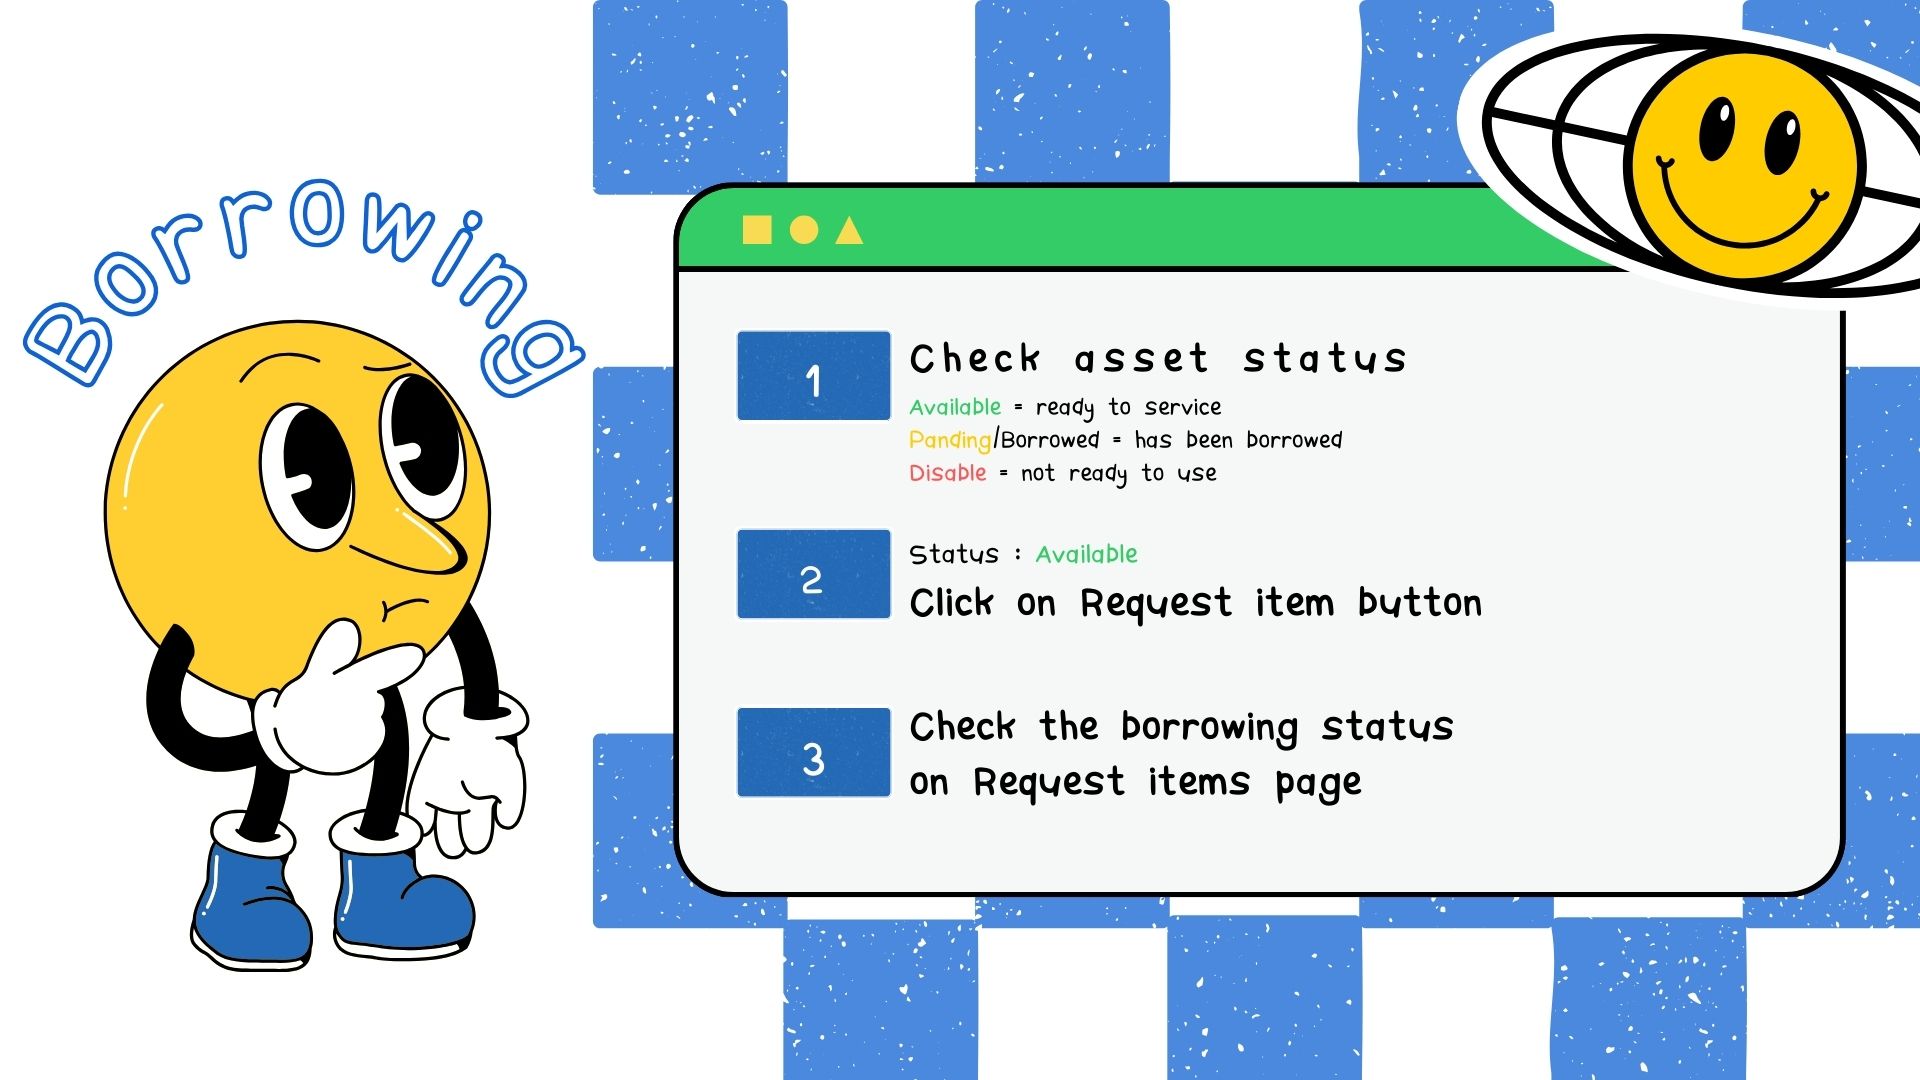 Borrowing
1
Check asset status
Available = ready to service
Panding/Borrowed = has been borrowed
Disable = not ready to use
2
Status : Available
Click on Request item button
3
Check the borrowing status
on Request items page